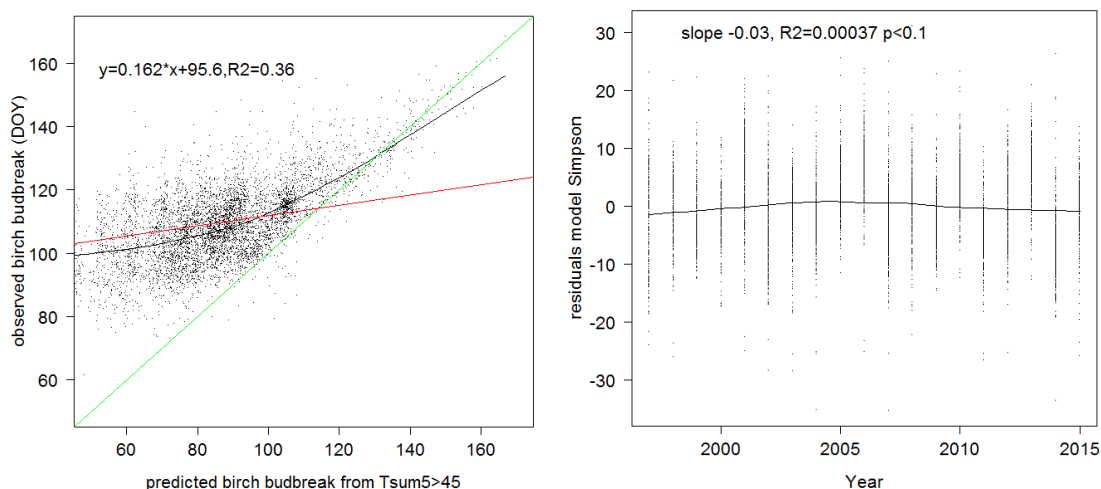 y=0.162*x+95.6,R2=0.36
observed birch budbreak (DOY)
160
140
120
100
80
60
60 80 100 120 140 160
predicted birch budbreak from Tsum5>45
slope -0.03, R2=0.00037 p<0.1
residuals model Simpson
30
20
10
0
-10
-20
-30
2000 2005 2010 2015
Year